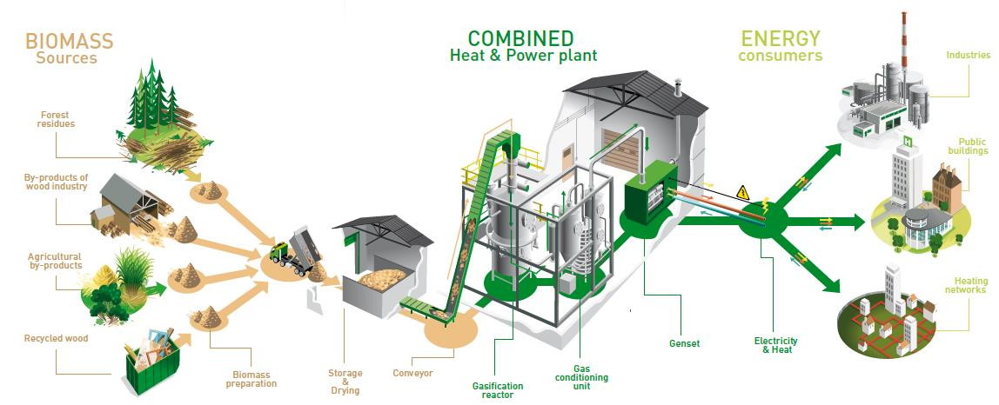 BIOMASS
Sources
COMBINED
Heat & Power plant
ENERGY
consumers
Forest
residues
By-products of
wood industry
Agricultural
by-products
Recycled wood
Biomass
preparation
Storage
&
Drying
Conveyor
Gasification
reactor
Gas
conditioning
unit
Genset
Electricity
& Heat
Industries
Public
buildings
H
Heating
networks